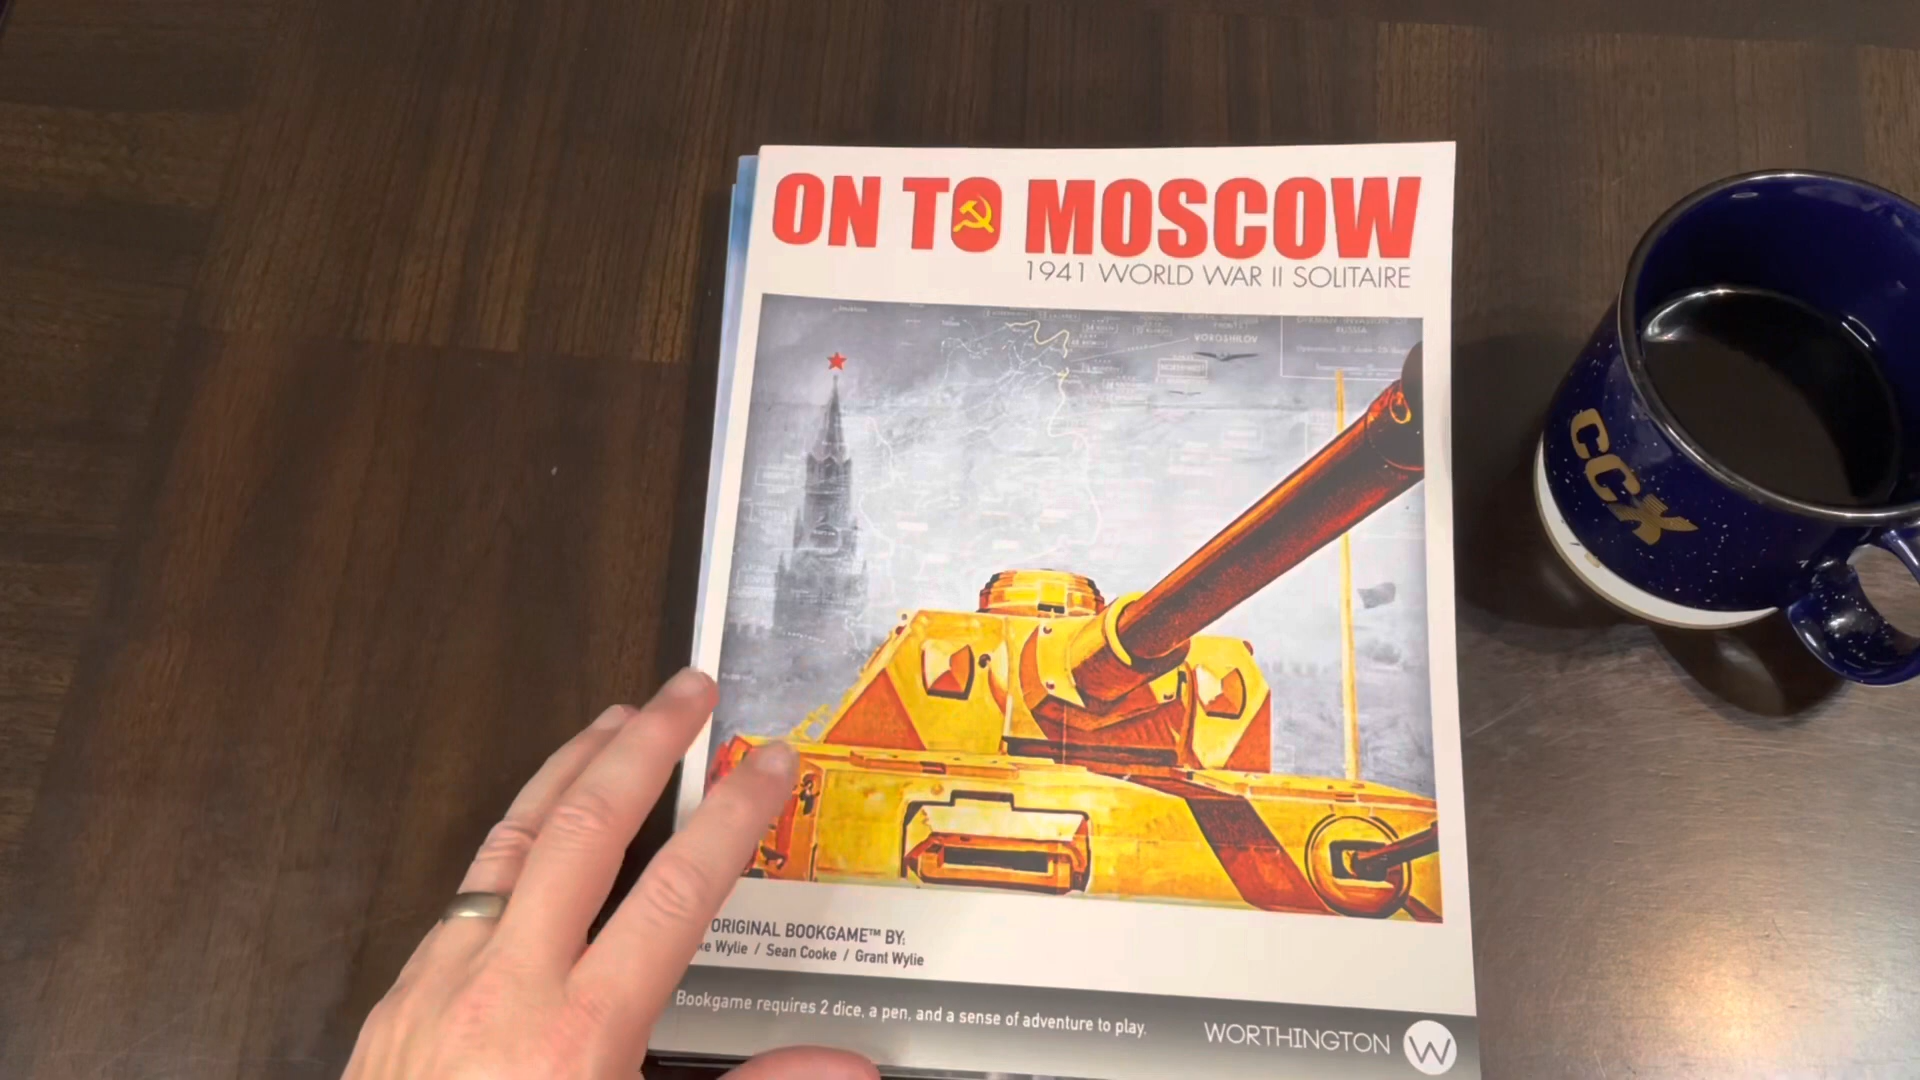 ON TO MOSCOW
1941 WORLD WAR II SOLITAIRE
VOROSHILOV
RUSSIA
ORIGINAL BOOKGAME™ BY:
Wylie / Sean Cooke / Grant Wylie
Bookgame requires 2 dice, a pen, and a sense of adventure to play.
WORTHINGTON W
CCX